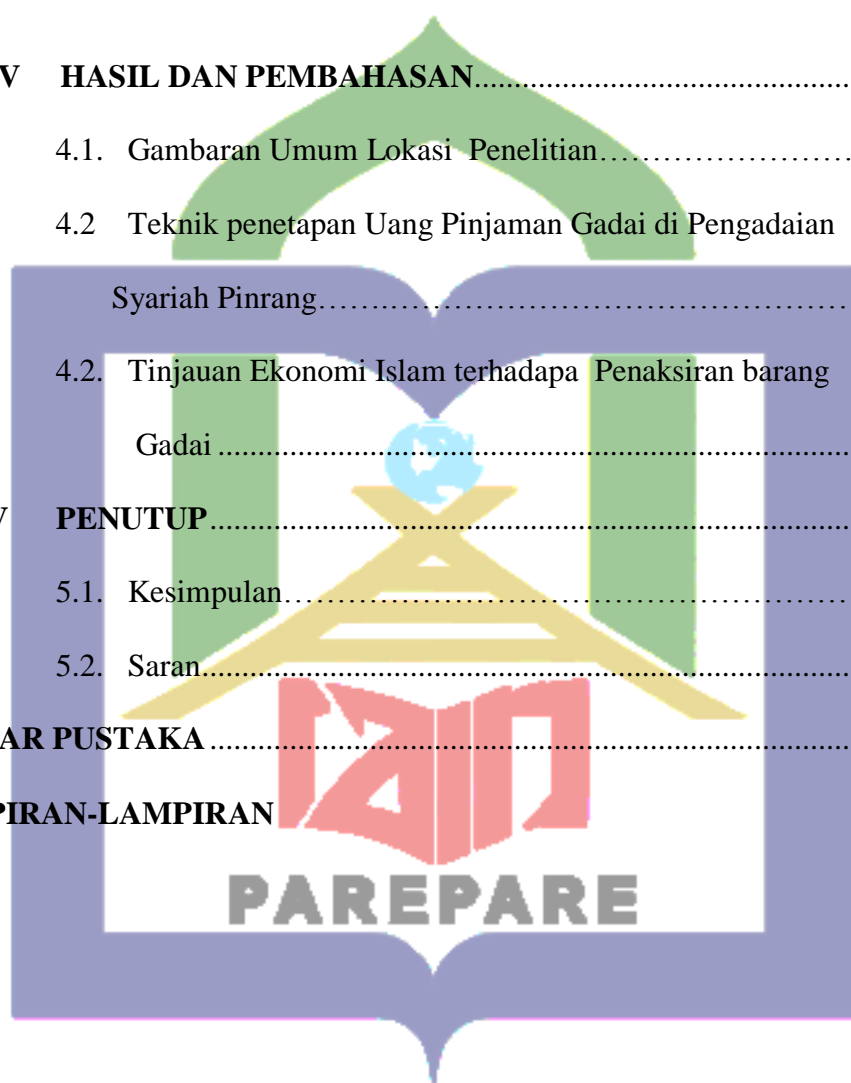 V HASIL DAN PEMBAHASAN....................................................
4.1. Gambaran Umum Lokasi Penelitian………………………
4.2 Teknik penetapan Uang Pinjaman Gadai di Pengadaian
Syariah Pinrang…………………………………………………
4.2. Tinjauan Ekonomi Islam terhadapa Penaksiran barang
Gadai ................................................................................
V PENUTUP................................................................................
5.1. Kesimpulan……………………………………………………
5.2. Saran................................................................................
AR PUSTAKA ................................................................................
PIRAN-LAMPIRAN
iain
PAREPARE